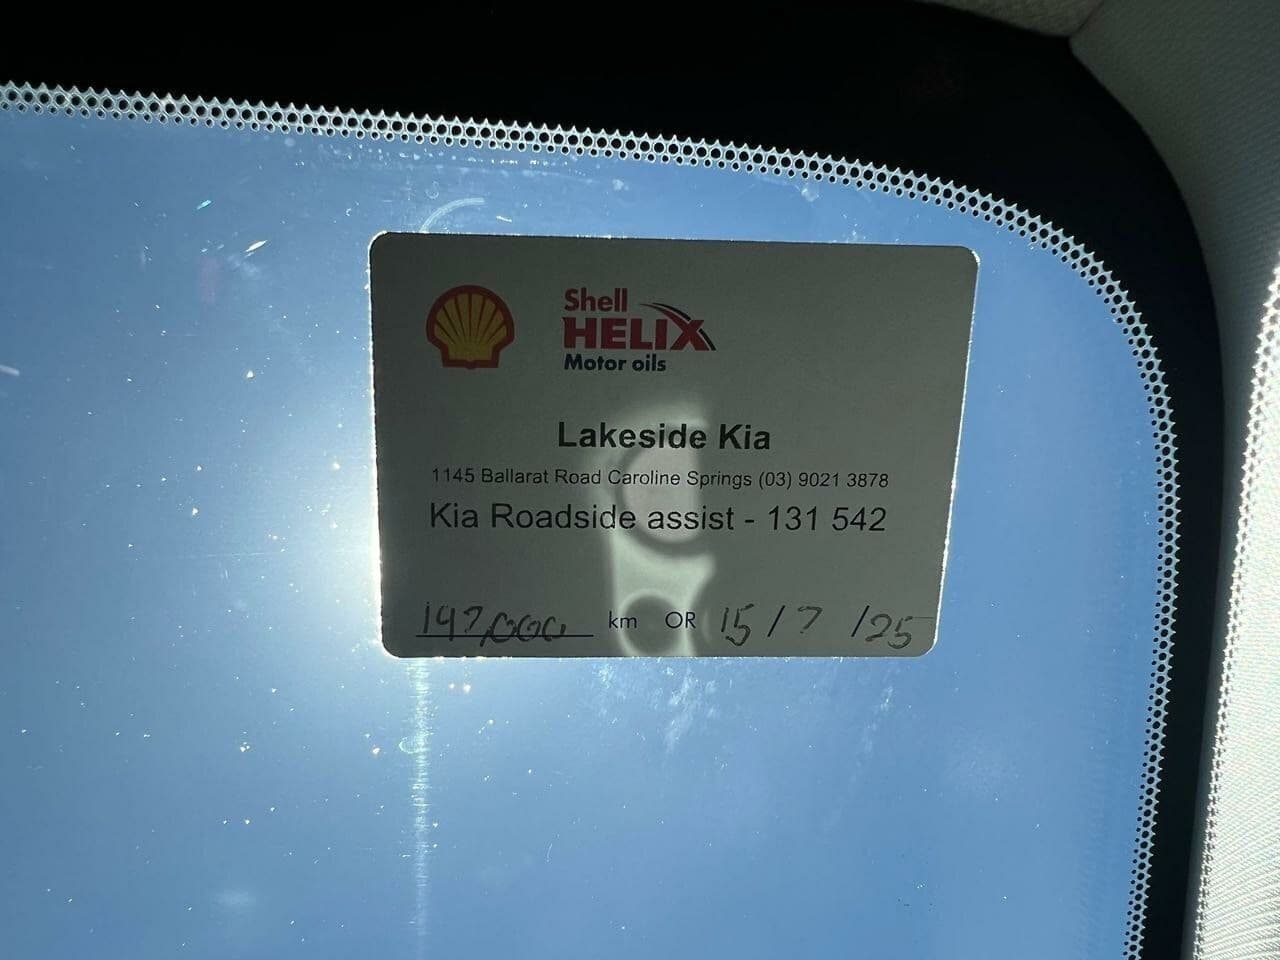 Shell
HELIX
Motor oils
Lakeside Kia
1145 Ballarat Road Caroline Springs (03) 9021 3878
Kia Roadside assist - 131 542
147,000 km OR 15/7/25